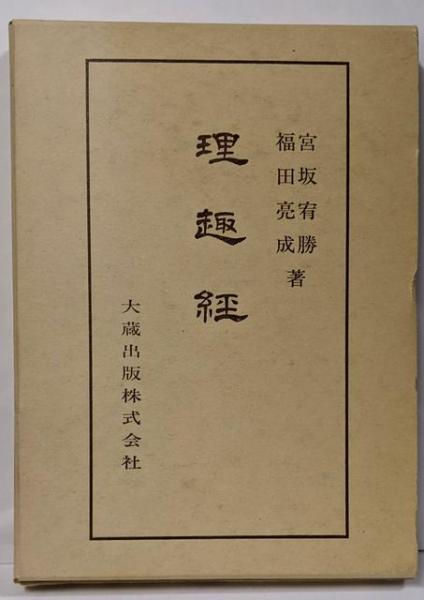 宮坂宥勝
福田亮成
著
理趣経
大蔵出版株式会社